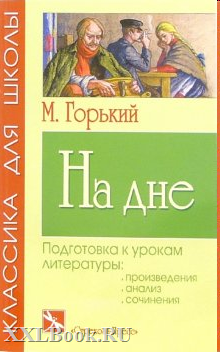 КЛАССИКА ДЛЯ ШКОЛЫ
М. Горький
На дне
Подготовка к урокам
литературы:
произведения
анализ
сочинения
XXLBook.RU